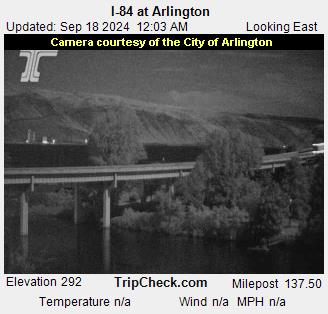 I-84 at Arlington
Updated: Sep 18 2024 12:03 AM Looking East
Camera courtesy of the City of Arlington
Elevation 292 TripCheck.com Milepost 137.50
Temperature n/a Wind n/a MPH n/a